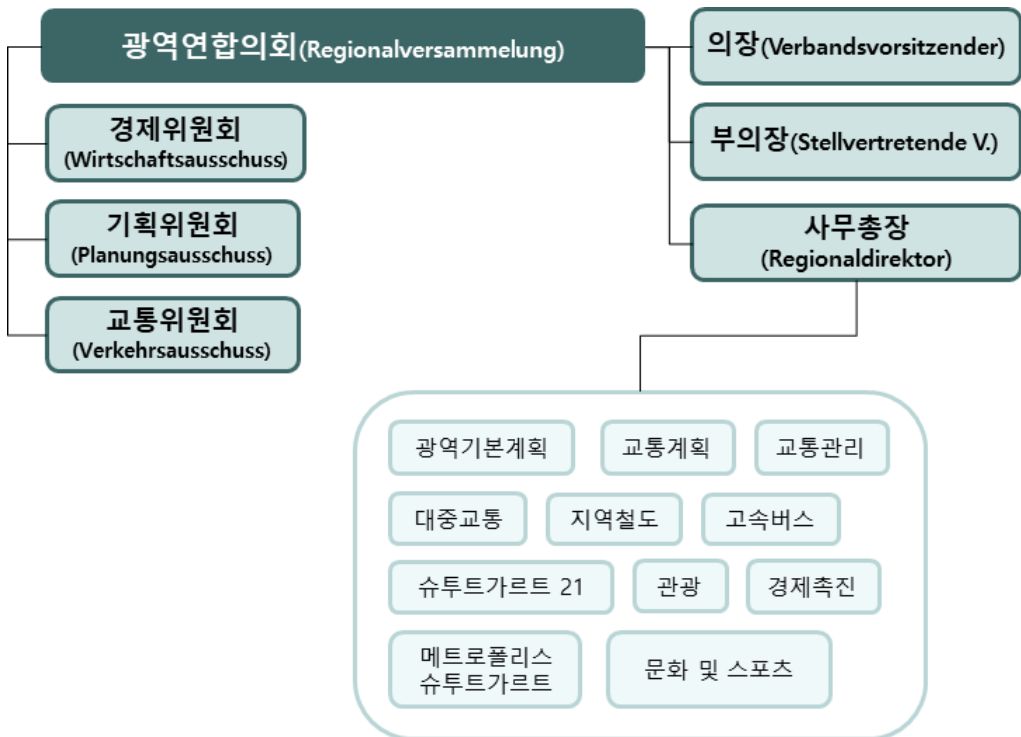 광역연합의회(Regionalversammelung)
경제위원회
(Wirtschaftsausschuss)
기획위원회
(Planungsausschuss)
교통위원회
(Verkehrsausschuss)
의장(Verbandsvorsitzender)
부의장(Stellvertretende V.)
사무총장
(Regionaldirektor)
광역기본계획
교통계획
교통관리
대중교통
지역철도
고속버스
슈투트가르트 21
관광
경제촉진
메트로폴리스
슈투트가르트
문화 및 스포츠